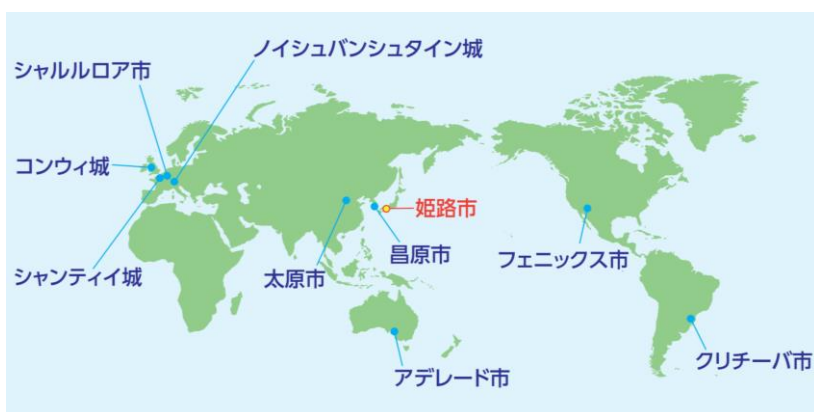 ノイシュバンシュタイン城
シャルルロア市
コンウィ城
姫路市
昌原市
フェニックス市
シャンティイ城
太原市
クリチーバ市
アデレード市